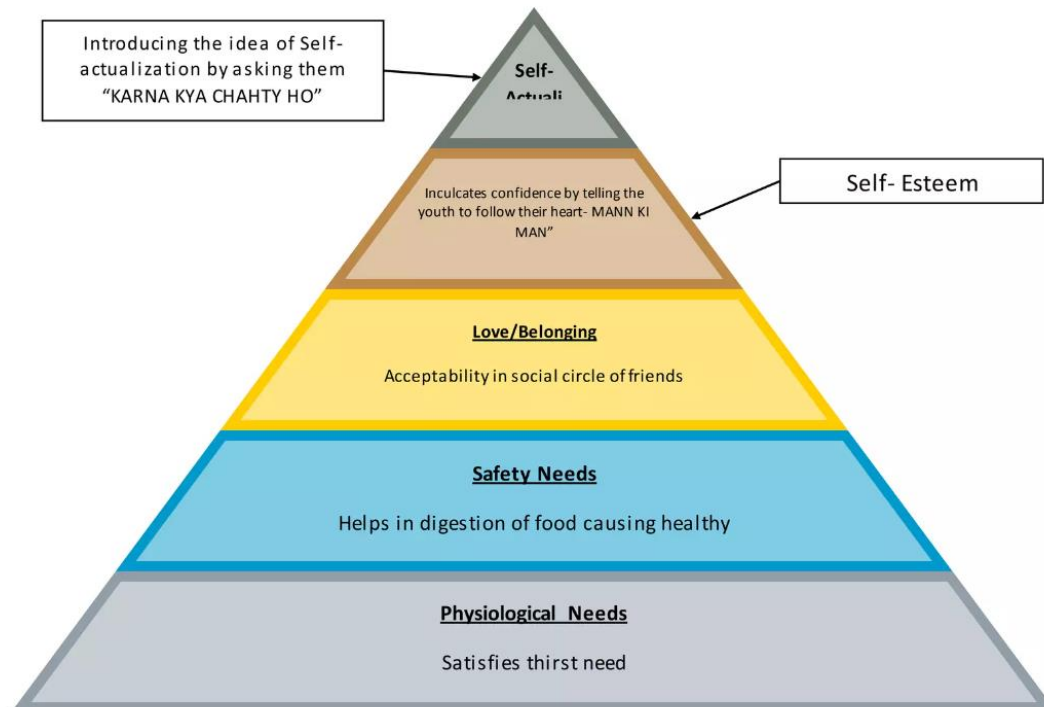 Introducing the idea of Self-
actualization by asking them
“KARNA KYA CHAHTY HO”
Self-
Inculcates confidence by telling the
youth to follow their heart- MANN KI
MAN”
Self- Esteem
Love/Belonging
Acceptability in social circle of friends
Safety Needs
Helps in digestion of food causing healthy
Physiological Needs
Satisfies thirst need